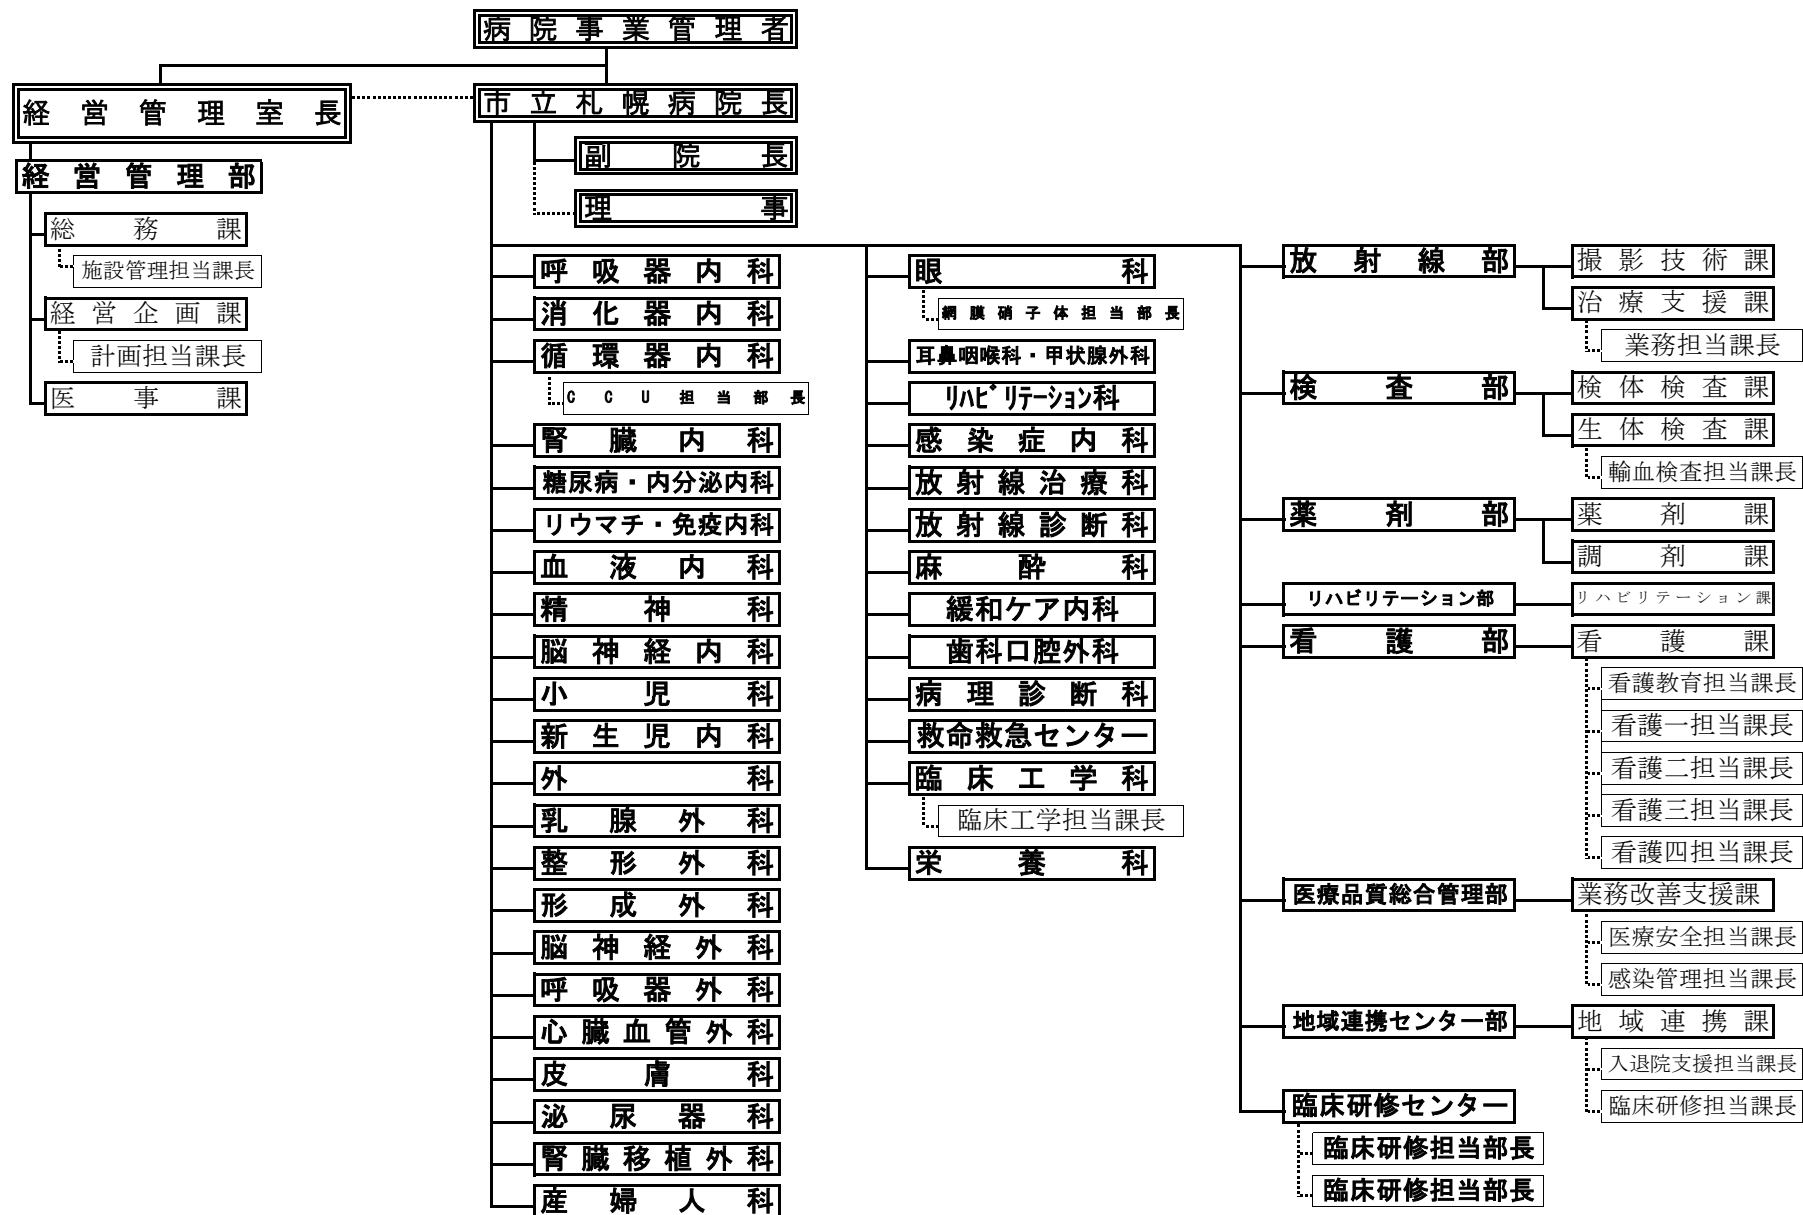 病院事業管理者
経営管理室長
市立札幌病院長
副院長
理事
経営管理部
総務課
施設管理担当課長
経営企画課
計画担当課長
医事課
呼吸器内科
消化器内科
循環器内科
CCU担当部長
腎臓内科
糖尿病・内分泌内科
リウマチ・免疫内科
血液内科
精神科
脳神経内科
小児科
新生児内科
外科
乳腺外科
整形外科
形成外科
脳神経外科
呼吸器外科
心臓血管外科
皮膚科
泌尿器科
腎臓移植外科
産婦人科
眼科
網膜硝子体担当部長
耳鼻咽喉科・甲状腺外科
リハビリテーション科
感染症内科
放射線治療科
放射線診断科
麻酔科
緩和ケア内科
歯科口腔外科
病理診断科
救命救急センター
臨床工学科
臨床工学担当課長
栄養科
放射線部
撮影技術課
治療支援課
業務担当課長
検査部
検体検査課
生体検査課
輸血検査担当課長
薬剤部
薬剤課
調剤課
リハビリテーション部
リハビリテーション課
看護部
看護課
看護教育担当課長
看護一担当課長
看護二担当課長
看護三担当課長
看護四担当課長
医療品質総合管理部
業務改善支援課
医療安全担当課長
感染管理担当課長
地域連携センター部
地域連携課
入退院支援担当課長
臨床研修担当課長
臨床研修センター
臨床研修担当部長
臨床研修担当部長